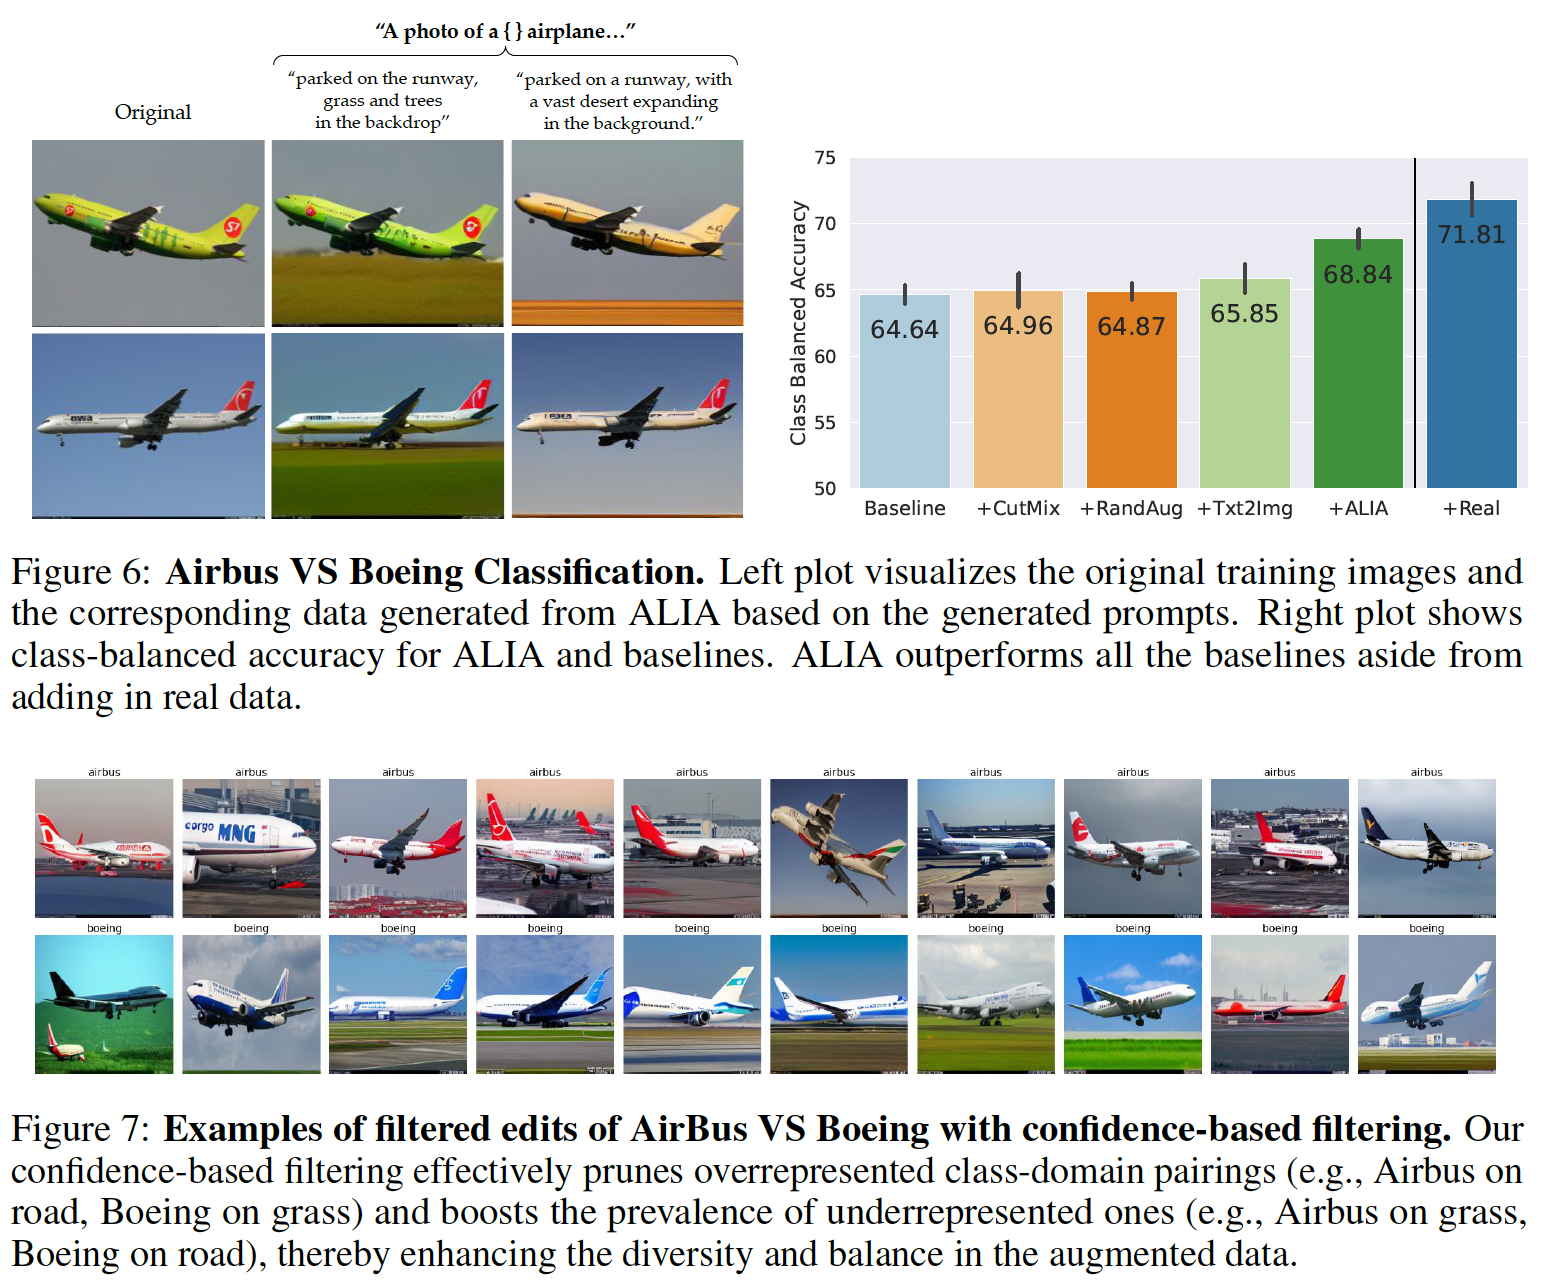 “A photo of a { } airplane...”
“parked on the runway,
grass and trees
in the backdrop”
“parked on a runway, with
a vast desert expanding
in the background.”
Original
S7
nwa
75
70
65
60
55
50
Class Balanced Accuracy
64.64
64.96
64.87
65.85
68.84
71.81
Baseline
+CutMix
+RandAug
+Txt2Img
+ALIA
+Real
Figure 6: Airbus VS Boeing Classification. Left plot visualizes the original training images and
the corresponding data generated from ALIA based on the generated prompts. Right plot shows
class-balanced accuracy for ALIA and baselines. ALIA outperforms all the baselines aside from
adding in real data.
airbus
airbus
airbus
airbus
airbus
airbus
airbus
airbus
airbus
airbus
cargo MNG
boeing
boeing
boeing
boeing
boeing
boeing
boeing
boeing
boeing
boeing
Figure 7: Examples of filtered edits of AirBus VS Boeing with confidence-based filtering. Our
confidence-based filtering effectively prunes overrepresented class-domain pairings (e.g., Airbus on
road, Boeing on grass) and boosts the prevalence of underrepresented ones (e.g., Airbus on grass,
Boeing on road), thereby enhancing the diversity and balance in the augmented data.